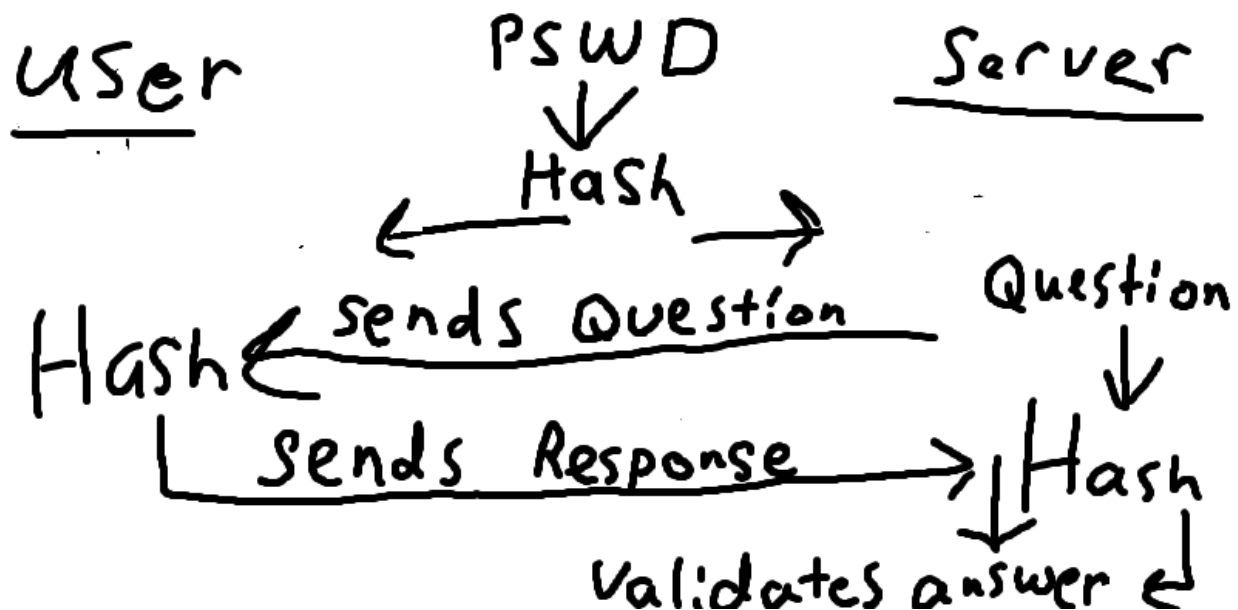 User PSWD Server
Hash
Question
sends Question
Hash
sends Response Hash
Validates answer